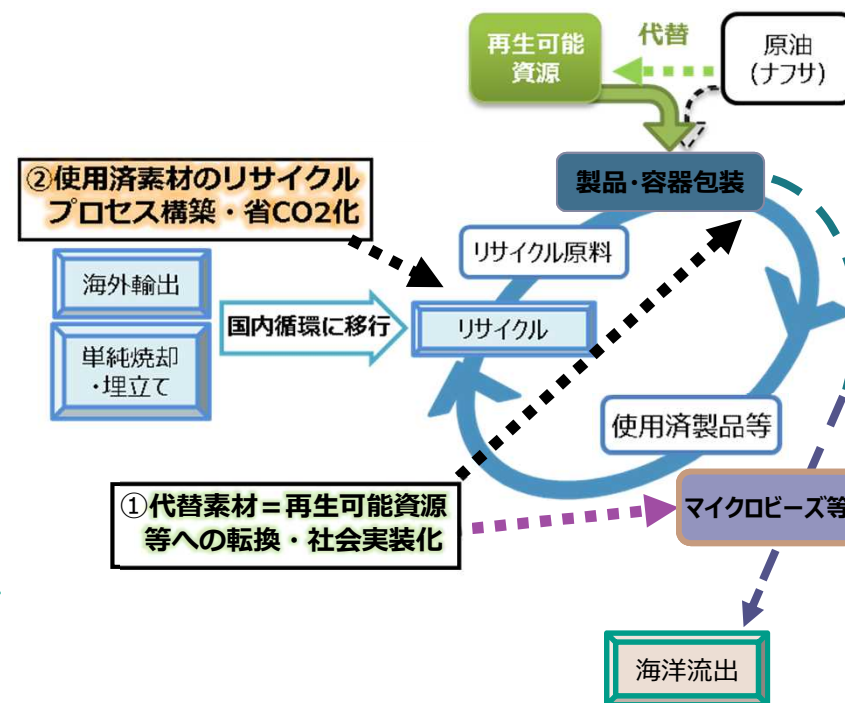 再生可能
資源
代替
原油
(ナフサ)
②使用済素材のリサイクル
プロセス構築・省CO2化
製品・容器包装
リサイクル原料
海外輸出
国内循環に移行
リサイクル
単純焼却
・埋立て
使用済製品等
①代替素材＝再生可能資源
等への転換・社会実装化
マイクロビーズ等
海洋流出